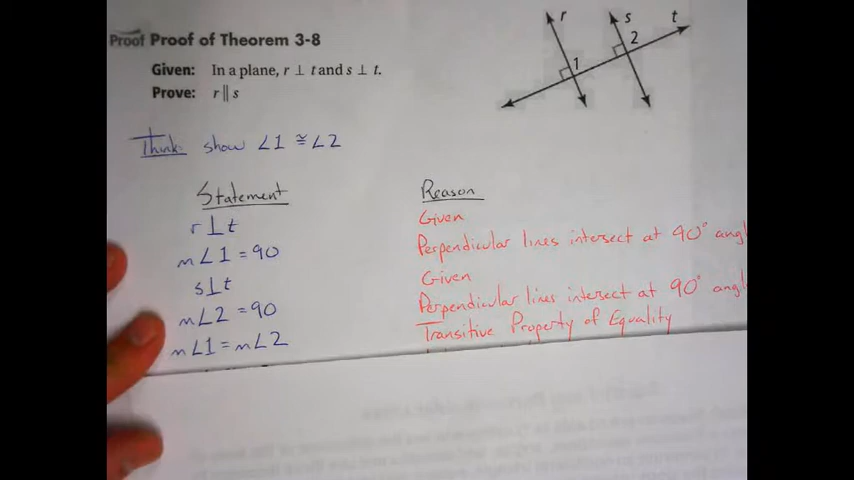 Proof Proof of Theorem 3-8
Given: In a plane, r ⊥ t and s ⊥ t.
Prove: r ∥ s
r
s
t
2
1
Think: show ∠1 ≅ ∠2
Statement
Reason
r ⊥ t
Given
m∠1 = 90
Perpendicular lines intersect at 90° angl
s ⊥ t
Given
m∠2 = 90
Perpendicular lines intersect at 90° angl
m∠1 = m∠2
Transitive Property of Equality